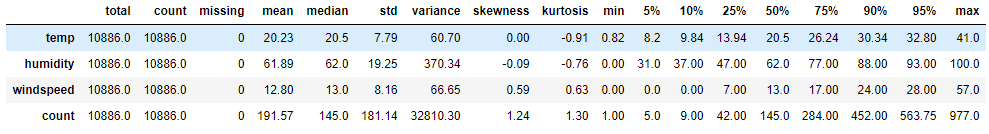 total count missing mean median std variance skewness kurtosis min 5% 10% 25% 50% 75% 90% 95% max
temp 10886.0 10886.0 0 20.23 20.5 7.79 60.70 0.00 -0.91 0.82 8.2 9.84 13.94 20.5 26.24 30.34 32.80 41.0
humidity 10886.0 10886.0 0 61.89 62.0 19.25 370.34 -0.09 -0.76 0.00 31.0 37.00 47.00 62.0 77.00 88.00 93.00 100.0
windspeed 10886.0 10886.0 0 12.80 13.0 8.16 66.65 0.59 0.63 0.00 0.0 0.00 7.00 13.0 17.00 24.00 28.00 57.0
count 10886.0 10886.0 0 191.57 145.0 181.14 32810.30 1.24 1.30 1.00 5.0 9.00 42.00 145.0 284.00 452.00 563.75 977.0